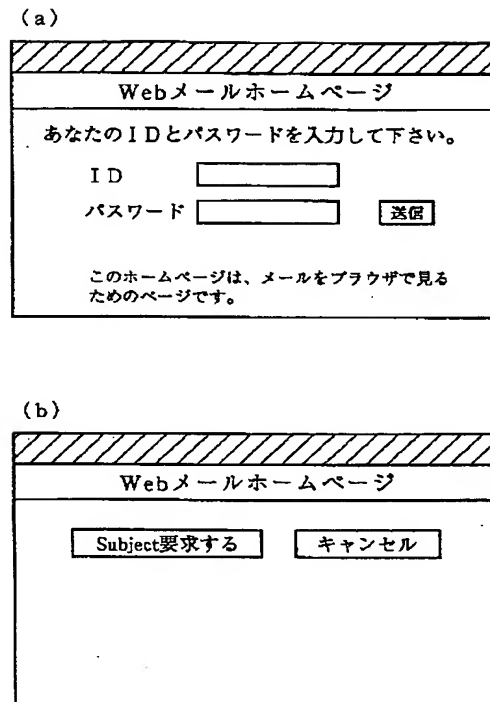 (a)
Webメールホームページ
あなたのIDとパスワードを入力して下さい。
ID
パスワード 送信
このホームページは、メールをブラウザで見る
ためのページです。
(b)
Webメールホームページ
Subject要求する キャンセル